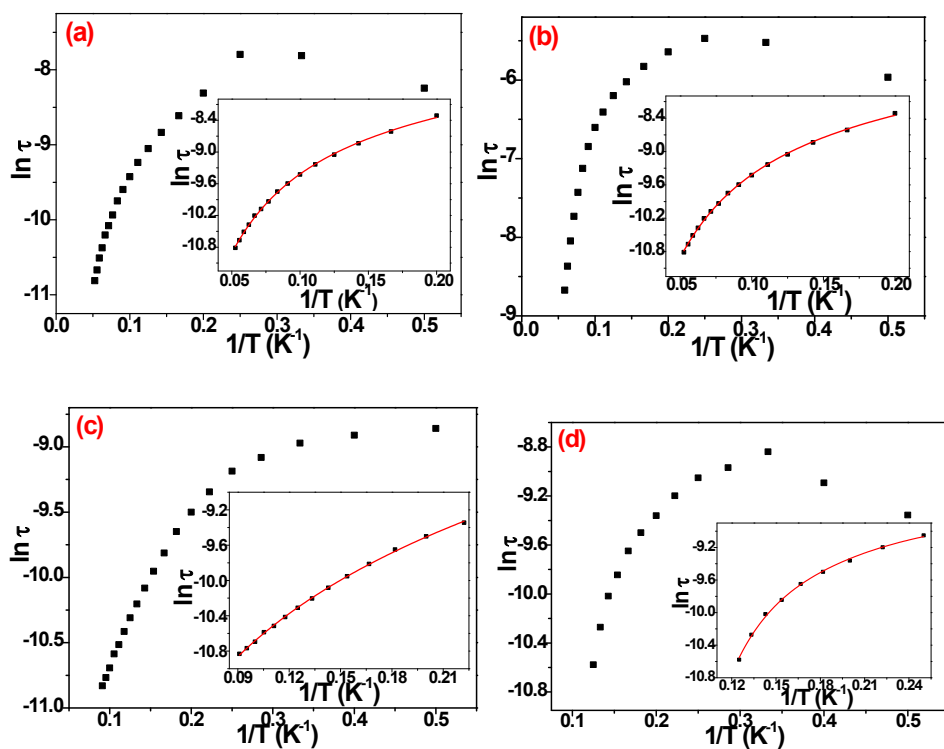 (a)
-8
-9
-10
-11
ln τ
0.0 0.1 0.2 0.3 0.4 0.5
1/T (K-1)
-8.4
-9.0
-9.6
-10.2
-10.8
ln τ
0.05 0.10 0.15 0.20
1/T (K-1)
(b)
-6
-7
-8
-9
ln τ
0.0 0.1 0.2 0.3 0.4 0.5
1/T (K-1)
-8.4
-9.0
-9.6
-10.2
-10.8
ln τ
0.05 0.10 0.15 0.20
1/T (K-1)
(c)
-9.0
-9.5
-10.0
-10.5
-11.0
ln τ
0.1 0.2 0.3 0.4 0.5
1/T (K-1)
-9.2
-9.6
-10.0
-10.4
-10.8
ln τ
0.09 0.12 0.15 0.18 0.21
1/T (K-1)
(d)
-8.8
-9.2
-9.6
-10.0
-10.4
-10.8
ln τ
0.1 0.2 0.3 0.4 0.5
1/T (K-1)
-9.2
-9.6
-10.0
-10.4
-10.8
ln τ
0.12 0.15 0.18 0.21 0.24
1/T (K-1)